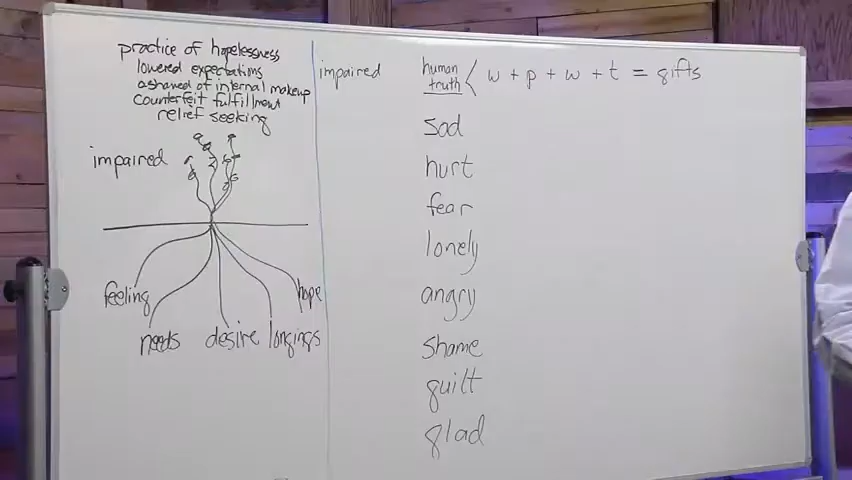 practice of hopelessness
lowered expectations
ashamed of internal makeup
counterfeit fulfillment
relief seeking
impaired
feeling
needs
desire
longings
hope
impaired
human truth < w + p + w + t = gifts
sad
hurt
fear
lonely
angry
shame
guilt
glad